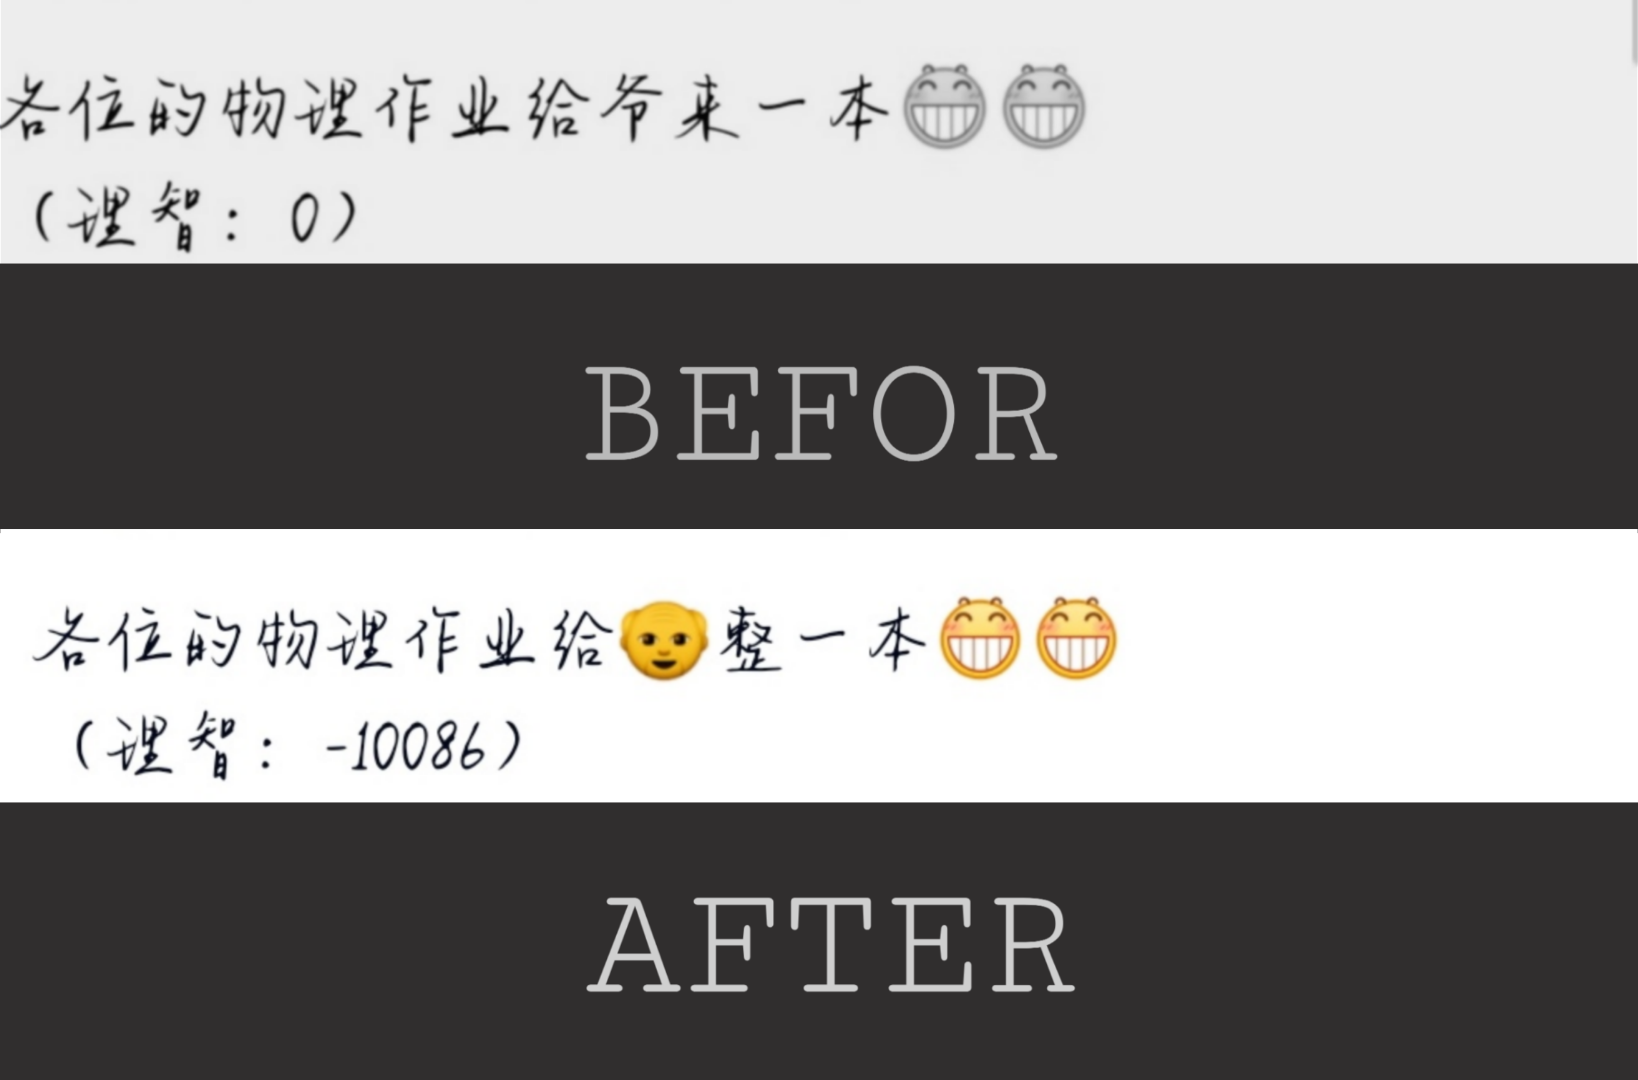 各位的物理作业给爷来一本😁😁
（理智：0）
BEFOR
各位的物理作业给👴整一本😁😁
（理智：-10086）
AFTER